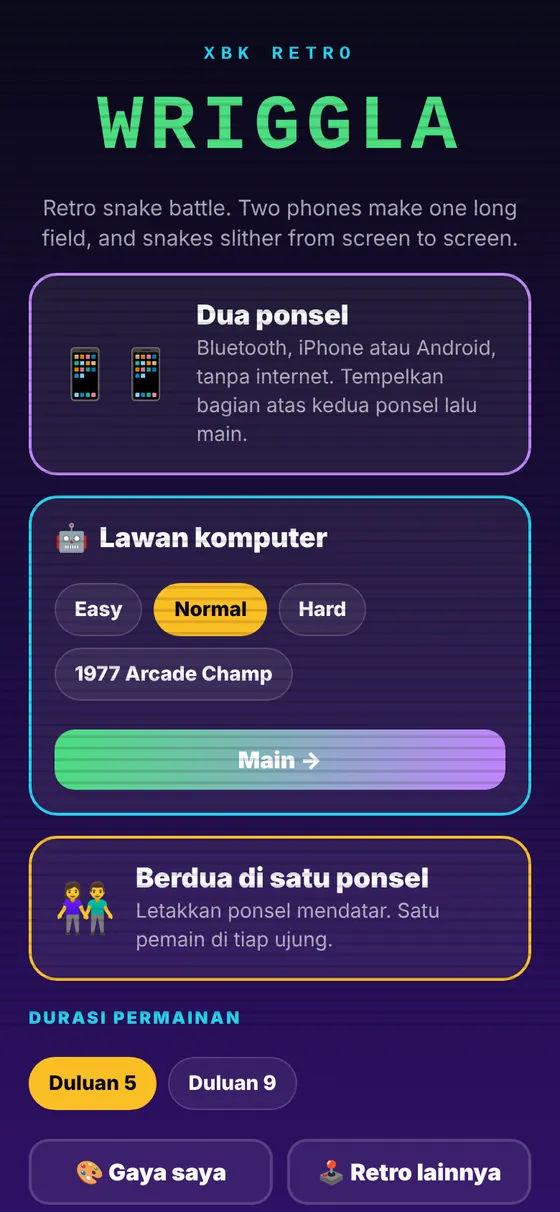 XBK RETRO
WRIGGLA
Retro snake battle. Two phones make one long
field, and snakes slither from screen to screen.
Dua ponsel
Bluetooth, iPhone atau Android,
tanpa internet. Tempelkan
bagian atas kedua ponsel lalu
main.
Lawan komputer
Easy
Normal
Hard
1977 Arcade Champ
Main →
Berdua di satu ponsel
Letakkan ponsel mendatar. Satu
pemain di tiap ujung.
DURASI PERMAINAN
Duluan 5
Duluan 9
Gaya saya
Retro lainnya